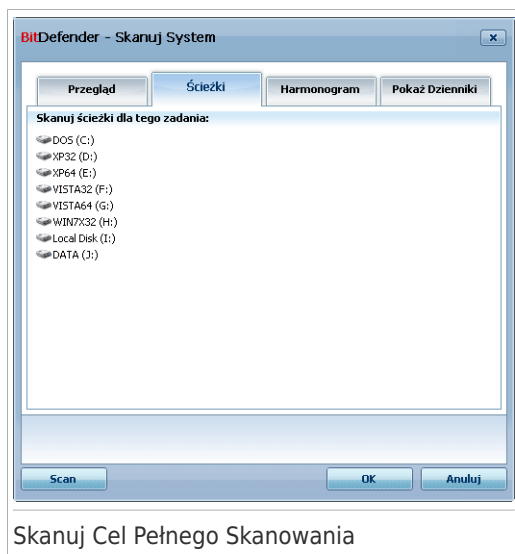 BitDefender - Skanuj System
Przegląd
Ścieżki
Harmonogram
Pokaż Dzienniki
Skanuj ścieżki dla tego zadania:
DOS (C:)
XP32 (D:)
XP64 (E:)
VISTA32 (F:)
VISTA64 (G:)
WIN7X32 (H:)
Local Disk (I:)
DATA (J:)
Scan
OK
Anuluj
Skanuj Cel Pełnego Skanowania